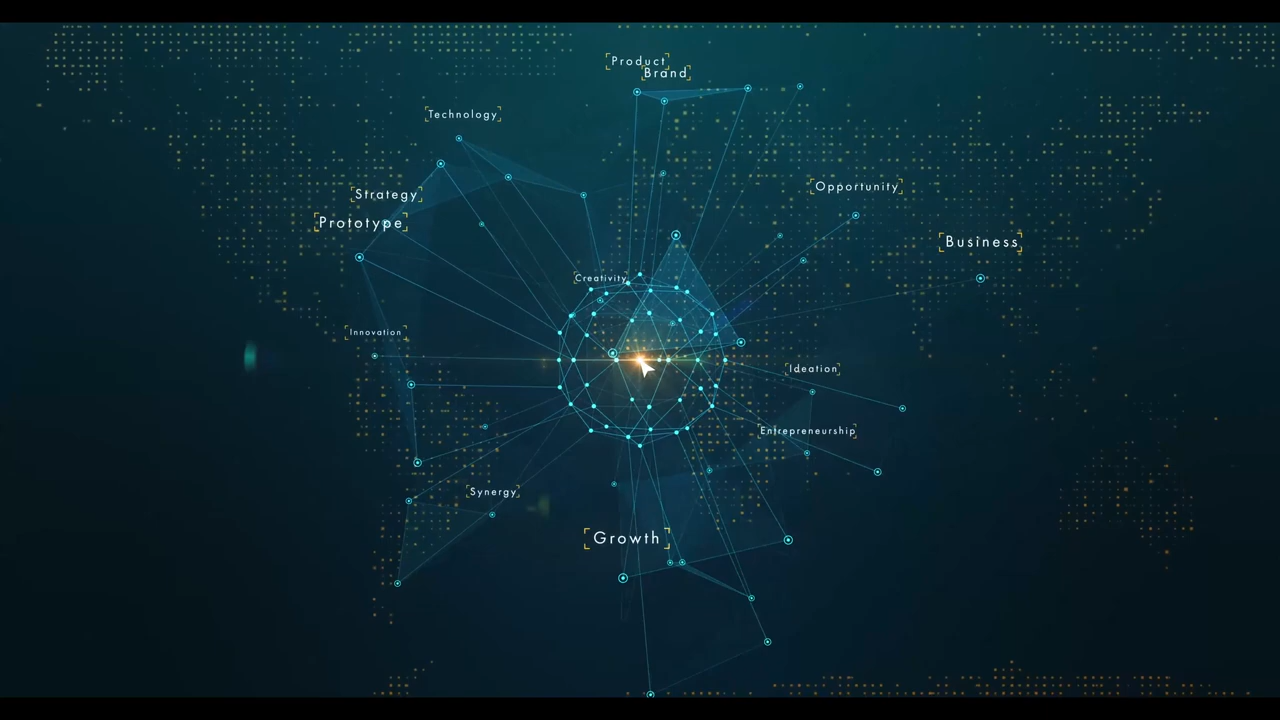 Product
Brand
Technology
Opportunity
Strategy
Prototype
Business
Creativity
Innovation
Ideation
Entrepreneurship
Synergy
Growth